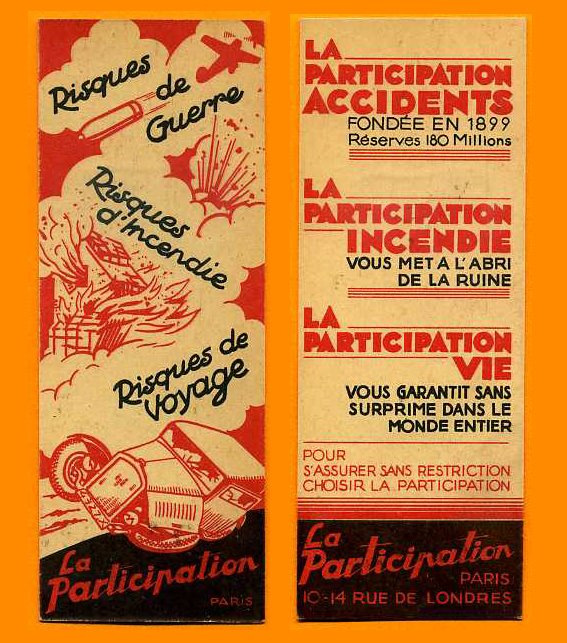 Risques de
Guerre
Risques
d'incendie
Risques de
Voyage
La
Participation
PARIS
LA
PARTICIPATION
ACCIDENTS
FONDÉE EN 1899
Réserves 180 Millions
LA
PARTICIPATION
INCENDIE
VOUS MET A L'ABRI
DE LA RUINE
LA
PARTICIPATION
VIE
VOUS GARANTIT SANS
SURPRIME DANS LE
MONDE ENTIER
POUR
S'ASSURER SANS RESTRICTION
CHOISIR LA PARTICIPATION
La
Participation
PARIS
10-14 RUE DE LONDRES